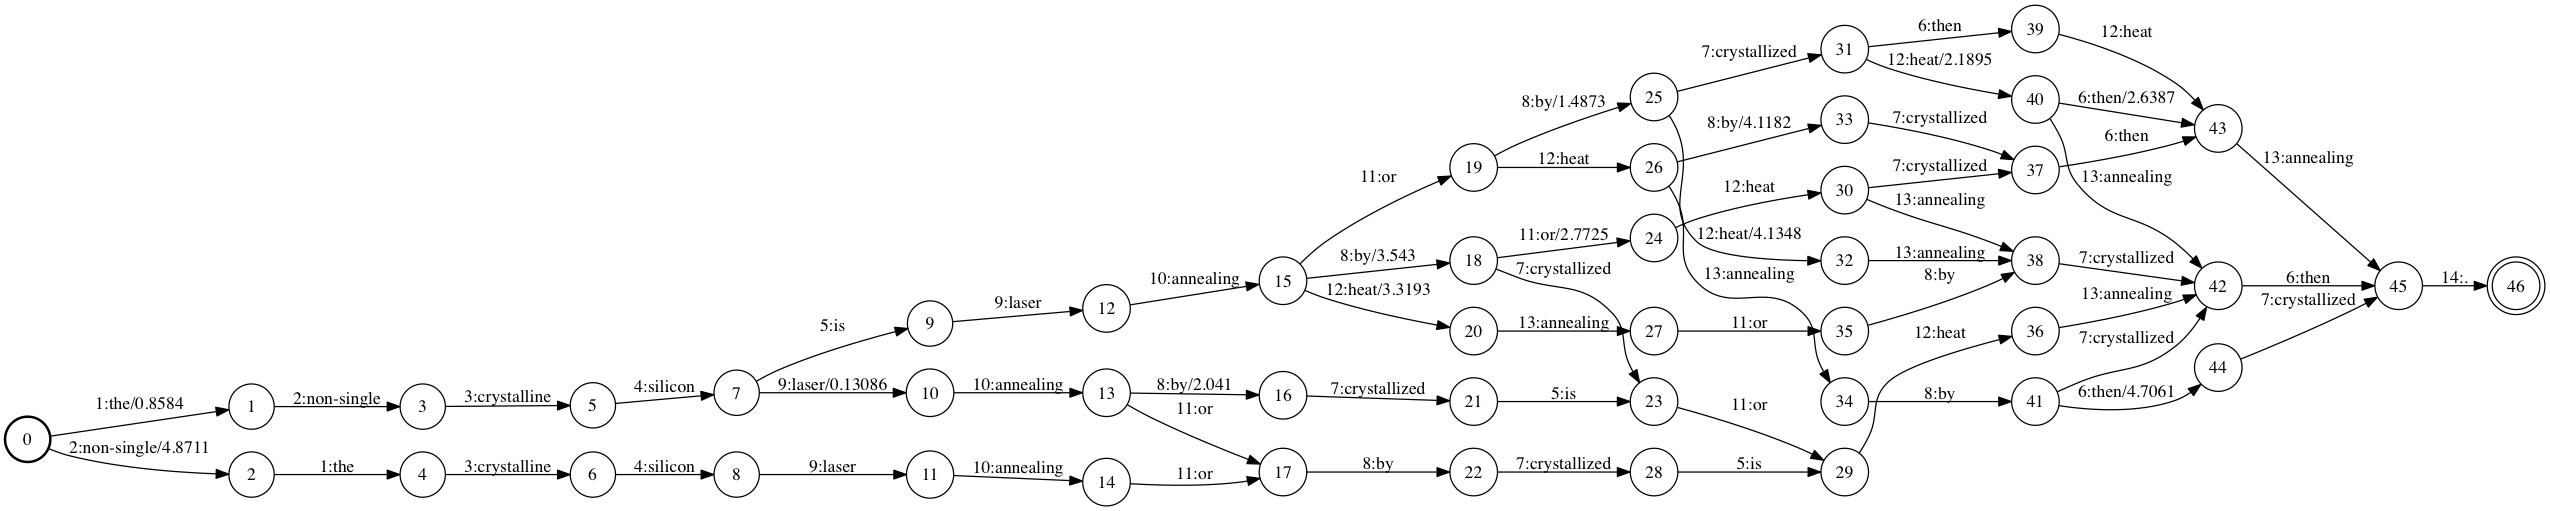 39
6:then
12:heat
31
7:crystallized
12:heat/2.1895
25
40
8:by/1.4873
6:then/2.6387
8:by/4.1182
33
7:crystallized
43
6:then
19
12:heat
26
37
13:annealing
11:or
7:crystallized
13:annealing
12:heat
30
13:annealing
11:or/2.7725
24
12:heat/4.1348
8:by/3.543
18
32
13:annealing
38
7:crystallized
7:crystallized
13:annealing
8:by
10:annealing
15
12:heat/3.3193
42
6:then
45
14:.
46
13:annealing
7:crystallized
9:laser
12
5:is
9
20
13:annealing
27
11:or
35
12:heat
36
7:crystallized
44
4:silicon
7
9:laser/0.13086
10
10:annealing
13
8:by/2.041
16
7:crystallized
21
5:is
23
11:or
34
8:by
41
6:then/4.7061
1:the/0.8584
1
2:non-single
3
3:crystalline
5
11:or
0
2:non-single/4.8711
2
1:the
4
3:crystalline
6
4:silicon
8
9:laser
11
10:annealing
14
11:or
17
8:by
22
7:crystallized
28
5:is
29